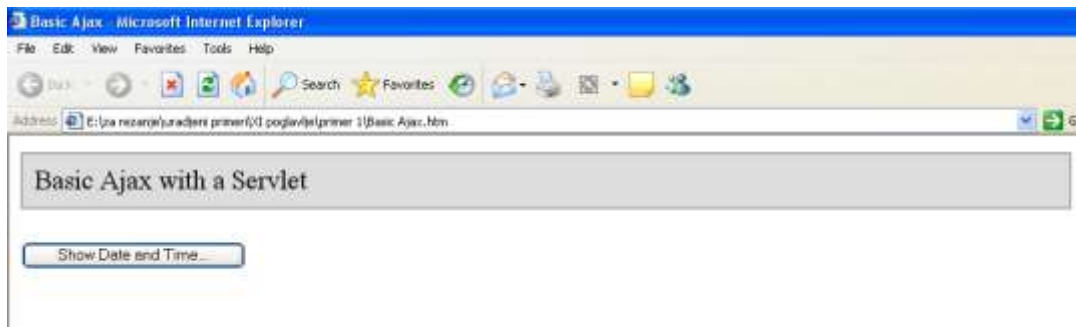 Basic Ajax - Microsoft Internet Explorer
File Edit View Favorites Tools Help
Back Search Favorites
Address E:\za rezanje\uradjeni primeri\XI poglavlje\primer 1\Basic Ajax.htm
Basic Ajax with a Servlet
Show Date and Time...